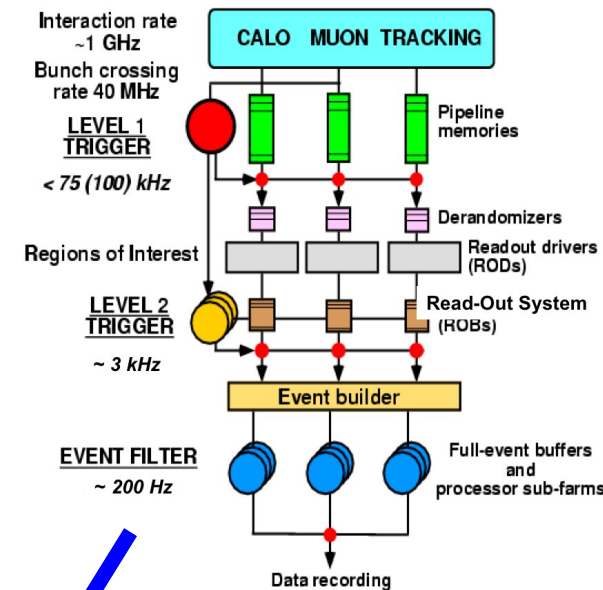 Interaction rate
~1 GHz
CALO MUON TRACKING
Bunch crossing
rate 40 MHz
LEVEL 1
TRIGGER
Pipeline
memories
< 75 (100) kHz
Derandomizers
Regions of Interest
Readout drivers
(RODs)
LEVEL 2
TRIGGER
Read-Out System
(ROBs)
~ 3 kHz
Event builder
EVENT FILTER
~ 200 Hz
Full-event buffers
and
processor sub-farms
Data recording